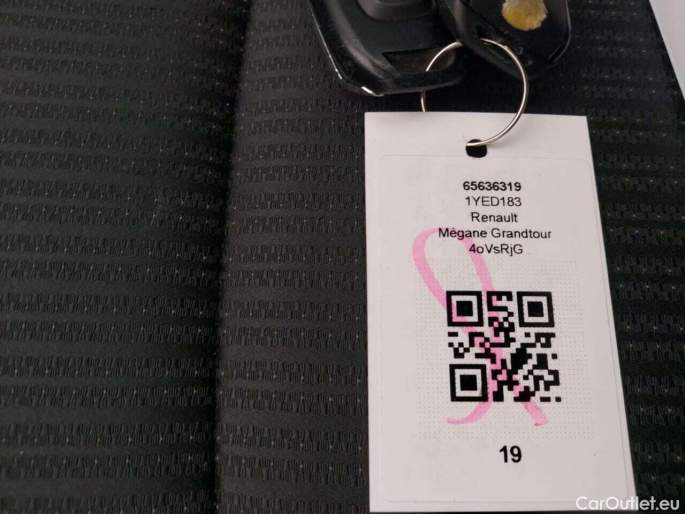 65636319
1YED183
Renault
Mégane Grandtour
4oVsRjG
19
CarOutlet.eu